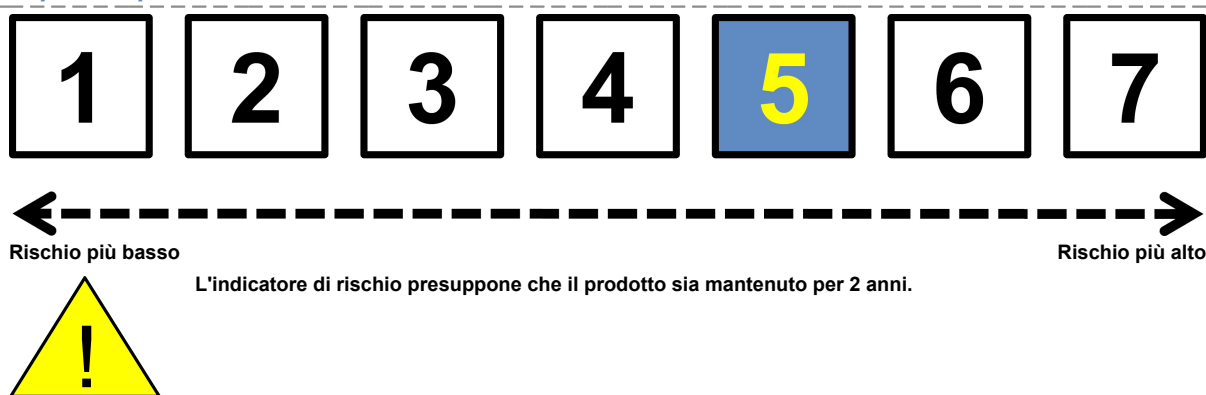 1 2 3 4 5 6 7
Rischio più basso Rischio più alto
L'indicatore di rischio presuppone che il prodotto sia mantenuto per 2 anni.
!